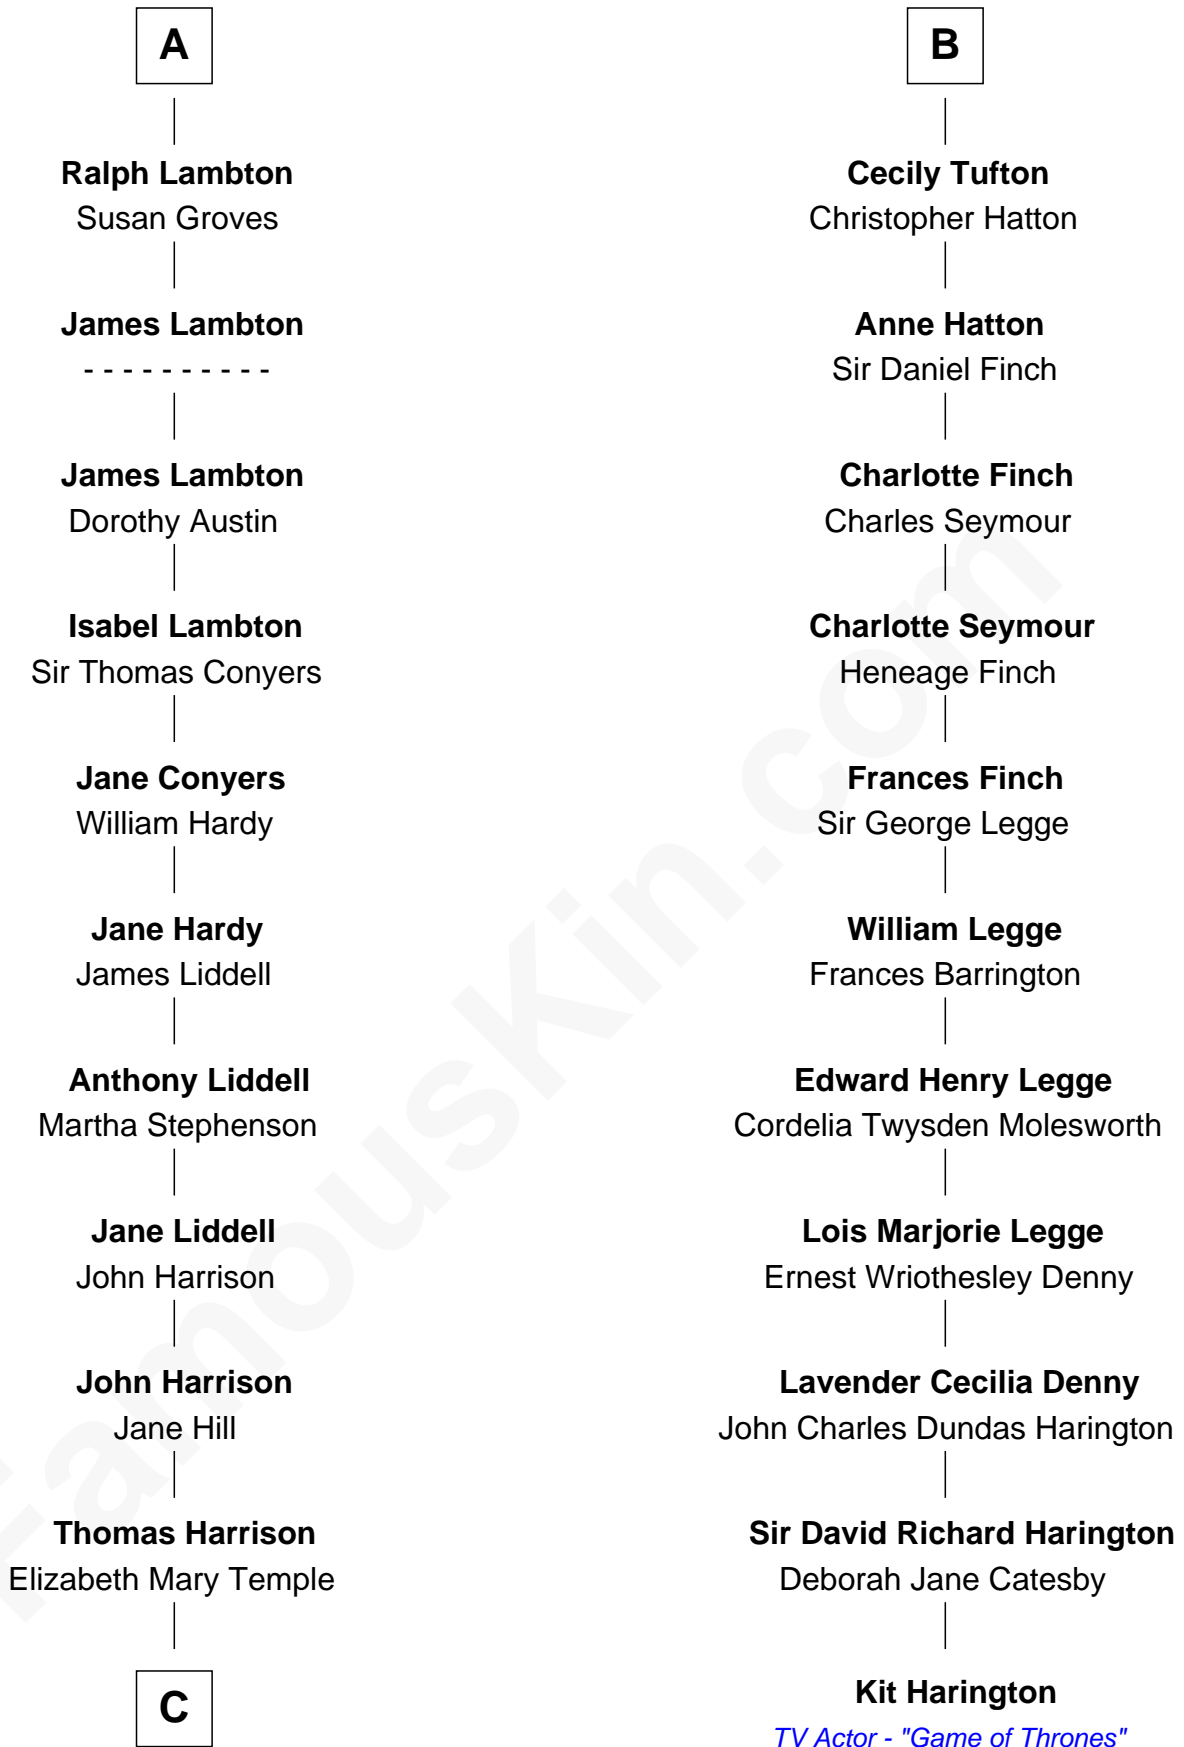 A
Ralph Lambton
Susan Groves
James Lambton
- - - - - - - - - -
James Lambton
Dorothy Austin
Isabel Lambton
Sir Thomas Conyers
Jane Conyers
William Hardy
Jane Hardy
James Liddell
Anthony Liddell
Martha Stephenson
Jane Liddell
John Harrison
John Harrison
Jane Hill
Thomas Harrison
Elizabeth Mary Temple
C
B
Cecily Tufton
Christopher Hatton
Anne Hatton
Sir Daniel Finch
Charlotte Finch
Charles Seymour
Charlotte Seymour
Heneage Finch
Frances Finch
Sir George Legge
William Legge
Frances Barrington
Edward Henry Legge
Cordelia Twysden Molesworth
Lois Marjorie Legge
Ernest Wriothesley Denny
Lavender Cecilia Denny
John Charles Dundas Harington
Sir David Richard Harington
Deborah Jane Catesby
Kit Harington
TV Actor - "Game of Thrones"
FamousKin.com